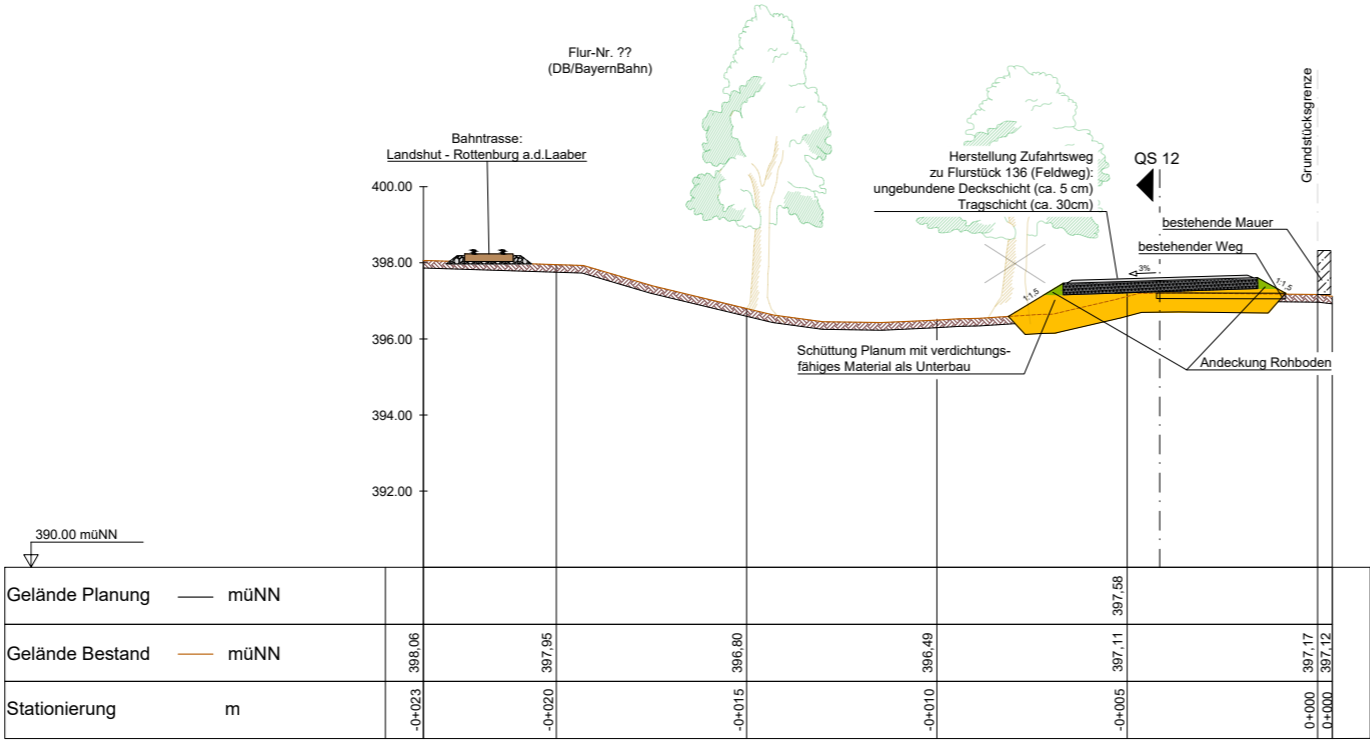 Flur-Nr. ??
(DB/BayernBahn)
Bahntrasse:
Landshut - Rottenburg a.d.Laaber
Herstellung Zufahrtsweg
zu Flurstück 136 (Feldweg):
ungebundene Deckschicht (ca. 5 cm)
Tragschicht (ca. 30cm)
QS 12
Grundstücksgrenze
bestehende Mauer
bestehender Weg
3%
1:1,5
1:1,5
Schüttung Planum mit verdichtungs-
fähiges Material als Unterbau
Andeckung Rohboden
400.00
398.00
396.00
394.00
392.00
390.00 müNN
Gelände Planung müNN
397,58
Gelände Bestand müNN
398,06
397,95
396,80
396,49
397,11
397,17
397,12
Stationierung m
-0+023
-0+020
-0+015
-0+010
-0+005
0+000
0+000